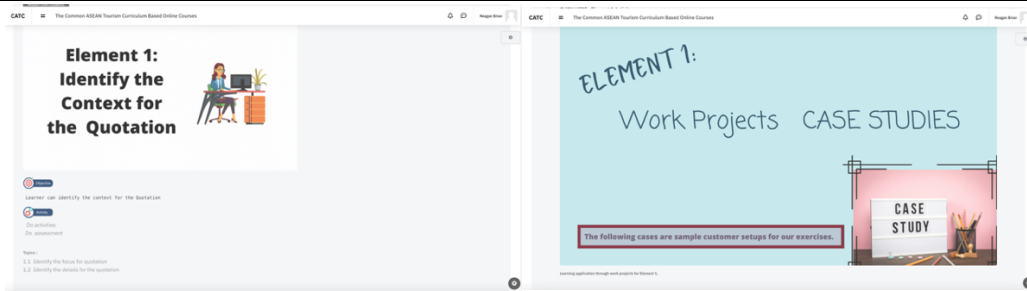 CATC
The Common ASEAN Tourism Curriculum Based Online Courses
Reagan Brian
Element 1:
Identify the
Context for
the Quotation
Objective
Learner can identify the context for the Quotation
Activity
Do activities
Do assessment
Topics:
1.1 Identify the focus for quotation
1.2 Identify the details for the quotation
CATC
The Common ASEAN Tourism Curriculum Based Online Courses
Reagan Brian
ELEMENT 1:
Work Projects CASE STUDIES
CASE
STUDY
The following cases are sample customer setups for our exercises.
Learning application through work projects for Element 1.